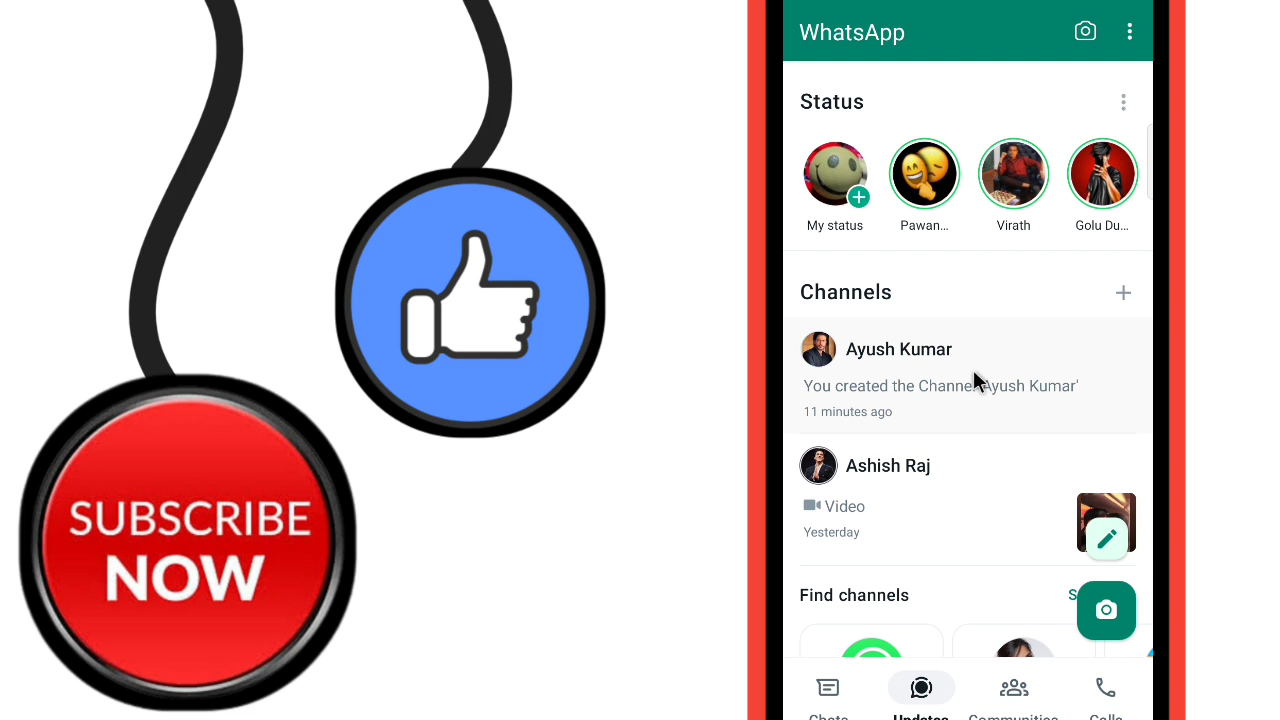 SUBSCRIBE
NOW
WhatsApp
Status
My status
Pawan...
Virath
Golu Du...
Channels
Ayush Kumar
You created the Channel Ayush Kumar'
11 minutes ago
Ashish Raj
Video
Yesterday
Find channels
S
Chats
Updates
Communities
Calls